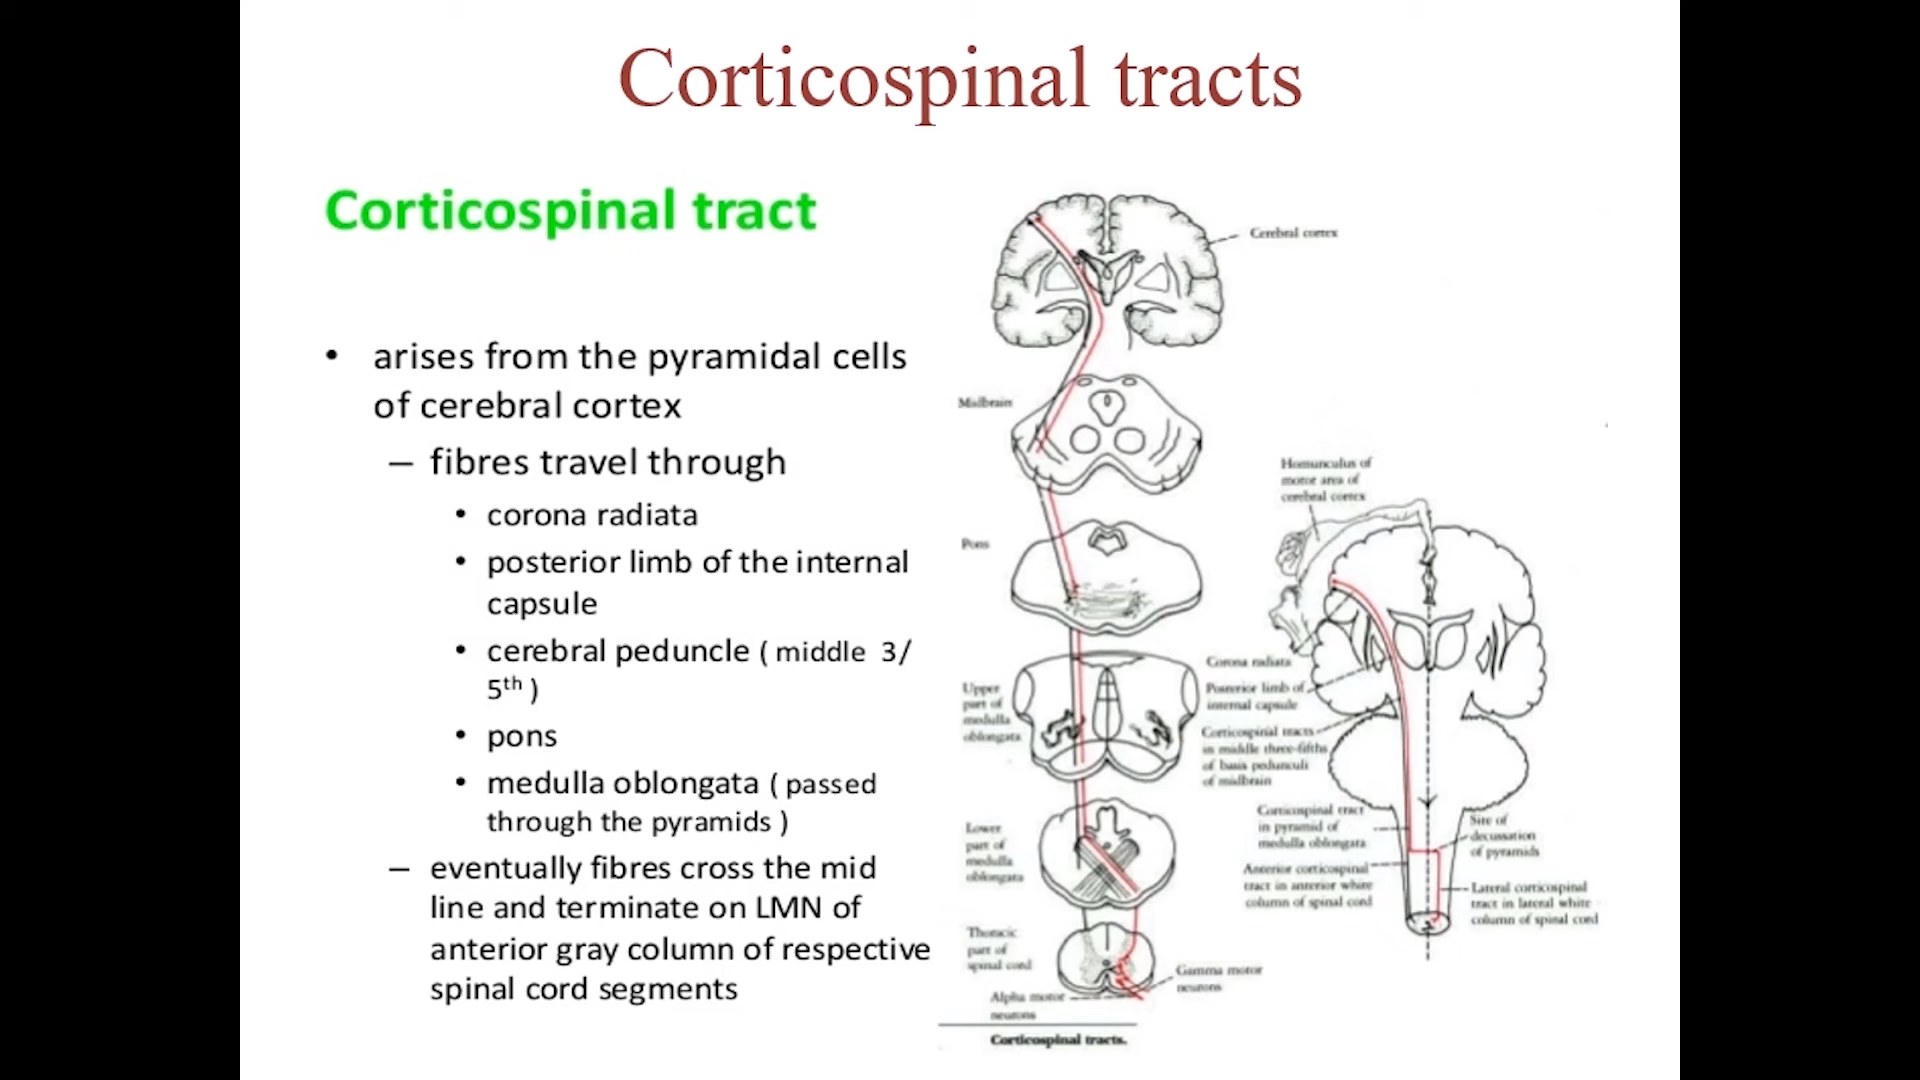 Corticospinal tracts
Corticospinal tract
• arises from the pyramidal cells
of cerebral cortex
– fibres travel through
• corona radiata
• posterior limb of the internal
capsule
• cerebral peduncle ( middle 3/
5th )
• pons
• medulla oblongata ( passed
through the pyramids )
– eventually fibres cross the mid
line and terminate on LMN of
anterior gray column of respective
spinal cord segments
Cerebral cortex
Midbrain
Pons
Upper
part of
medulla
oblongata
Lower
part of
medulla
oblongata
Thoracic
part of
spinal cord
Alpha motor
neurons
Gamma motor
neurons
Corticospinal tracts.
Homunculus of
motor area of
cerebral cortex
Corona radiata
Posterior limb of
internal capsule
Corticospinal tracts
in middle three-fifths
of basis pedunculi
of midbrain
Corticospinal tract
in pyramid of
medulla oblongata
Anterior corticospinal
tract in anterior white
column of spinal cord
Site of
decussation
of pyramids
Lateral corticospinal
tract in lateral white
column of spinal cord